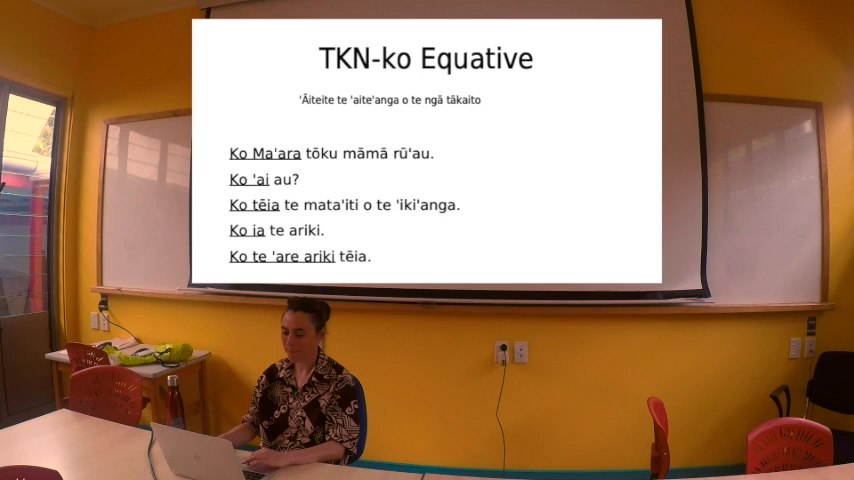 TKN-ko Equative
'Āiteite te 'aite'anga o te ngā tākaito
Ko Ma'ara tōku māmā rū'au.
Ko 'ai au?
Ko tēia te mata'iti o te 'iki'anga.
Ko ia te ariki.
Ko te 'are ariki tēia.